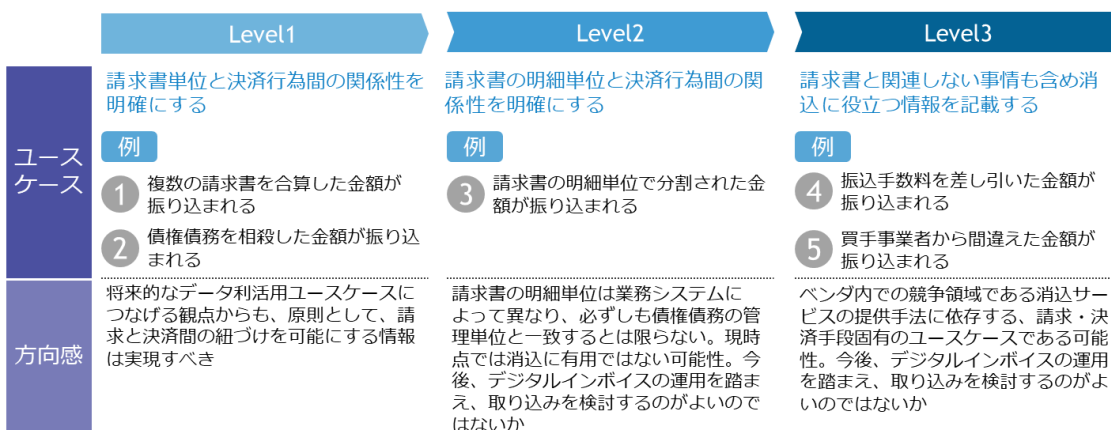 Level1
Level2
Level3
ユース
ケース
請求書単位と決済行為間の関係性を
明確にする
例
1
複数の請求書を合算した金額が
振り込まれる
2
債権債務を相殺した金額が振り込
まれる
請求書の明細単位と決済行為間の関
係性を明確にする
例
3
請求書の明細単位で分割された金
額が振り込まれる
請求書と関連しない事情も含め消
込に役立つ情報を記載する
例
4
振込手数料を差し引いた金額が
振り込まれる
5
買手事業者から間違えた金額が
振り込まれる
方向感
将来的なデータ利活用ユースケースに
つなげる観点からも、原則として、請
求と決済間の紐づけを可能にする情報
は実現すべき
請求書の明細単位は業務システムに
よって異なり、必ずしも債権債務の管
理単位と一致するとは限らない。現時
点では消込に有用ではない可能性。今
後、デジタルインボイスの運用を踏ま
え、取り込みを検討するのがよいので
はないか
ベンダ内での競争領域である消込サー
ビスの提供手法に依存する、請求・決
済手段固有のユースケースである可能
性。今後、デジタルインボイスの運用
を踏まえ、取り込みを検討するのがよ
いのではないか